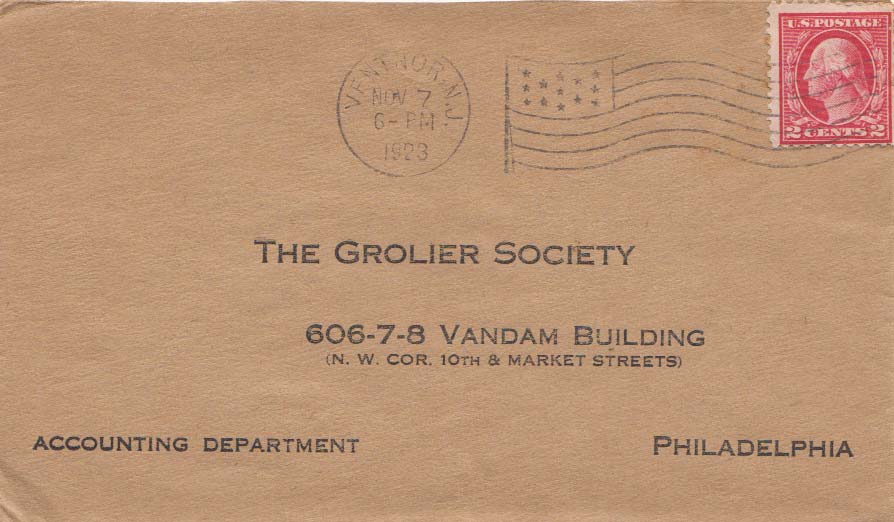 U.S. POSTAGE
2 CENTS 2
VENTNOR, N.J.
NOV 7
6- PM
1923
THE GROLIER SOCIETY
606-7-8 VANDAM BUILDING
(N. W. COR. 10TH & MARKET STREETS)
ACCOUNTING DEPARTMENT
PHILADELPHIA